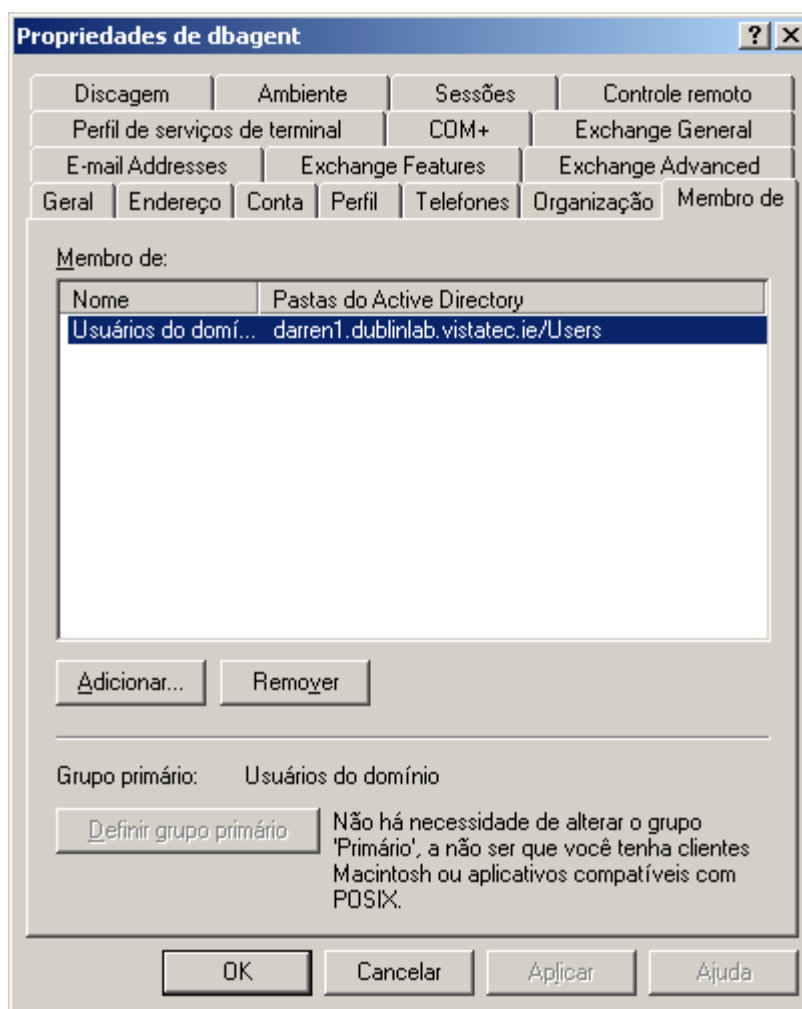 Propriedades de dbagent
Discagem Ambiente Sessões Controle remoto
Perfil de serviços de terminal COM+ Exchange General
E-mail Addresses Exchange Features Exchange Advanced
Geral Endereço Conta Perfil Telefones Organização Membro de
Membro de:
Nome Pastas do Active Directory
Usuários do domí... darren1.dublinlab.vistatec.ie/Users
Adicionar... Remover
Grupo primário: Usuários do domínio
Definir grupo primário
Não há necessidade de alterar o grupo
'Primário', a não ser que você tenha clientes
Macintosh ou aplicativos compatíveis com
POSIX.
OK Cancelar Aplicar Ajuda